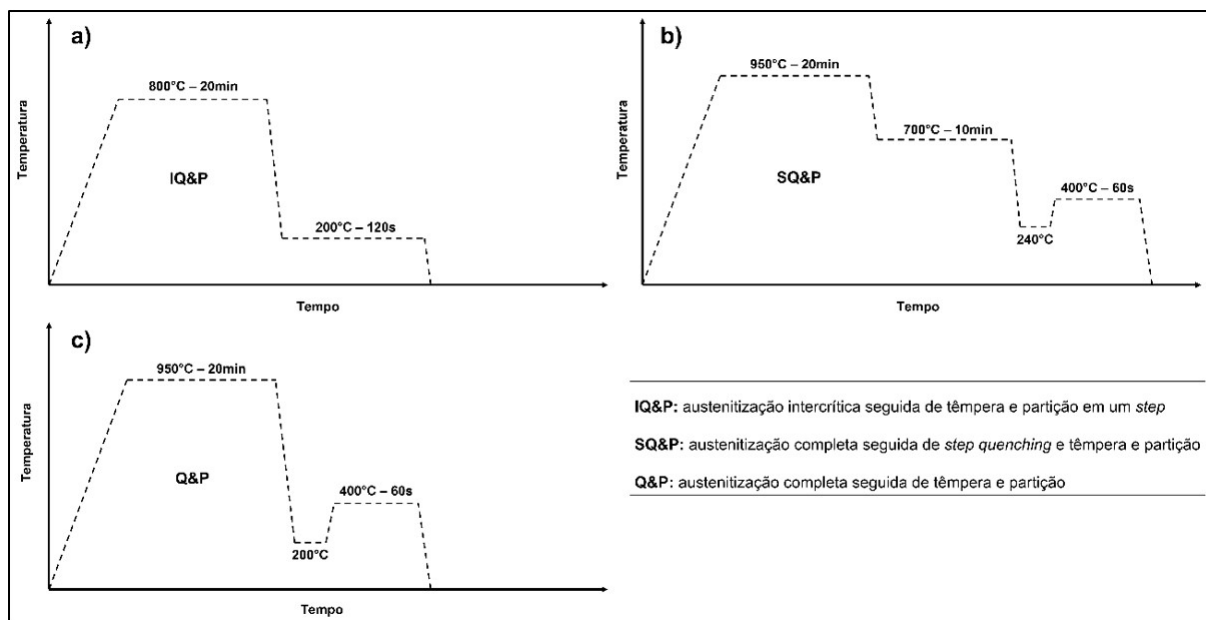 a)
Temperatura
800°C – 20min
IQ&P
200°C – 120s
Tempo
b)
Temperatura
950°C – 20min
700°C – 10min
SQ&P
400°C – 60s
240°C
Tempo
c)
Temperatura
950°C – 20min
Q&P
400°C – 60s
200°C
Tempo
IQ&P: austenitização intercrítica seguida de têmpera e partição em um step
SQ&P: austenitização completa seguida de step quenching e têmpera e partição
Q&P: austenitização completa seguida de têmpera e partição